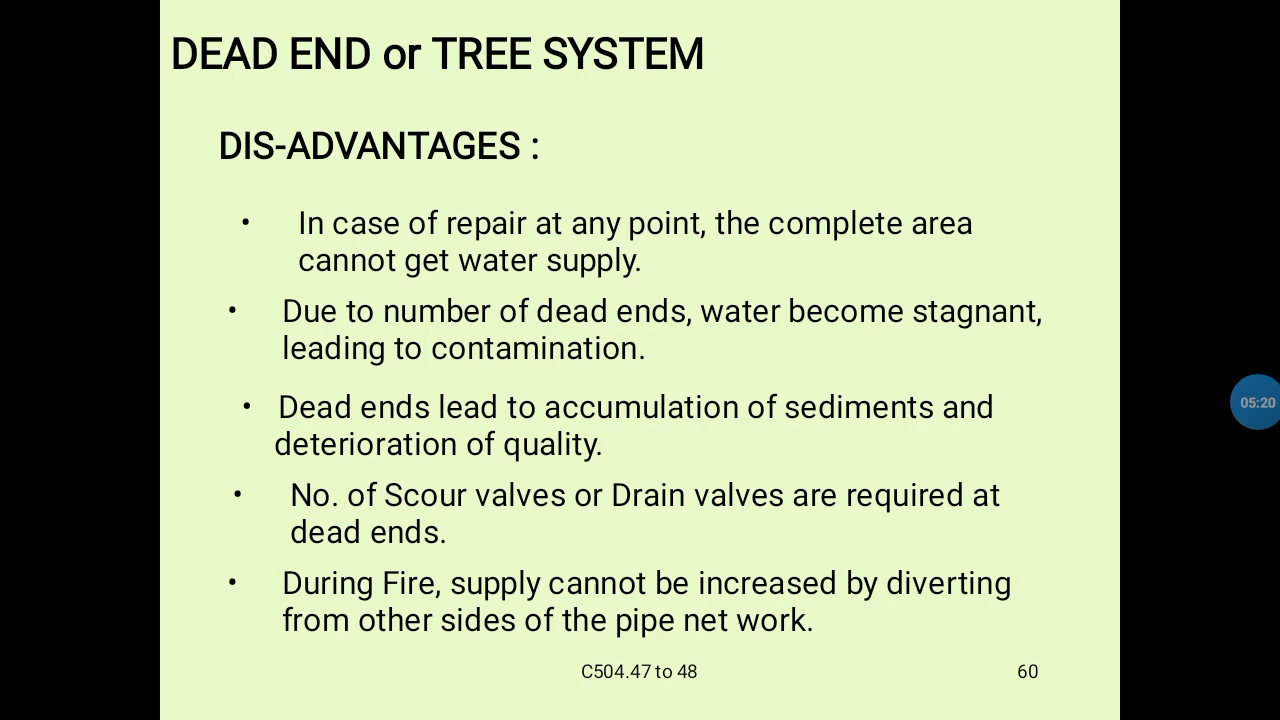 DEAD END or TREE SYSTEM
DIS-ADVANTAGES :
• In case of repair at any point, the complete area
cannot get water supply.
• Due to number of dead ends, water become stagnant,
leading to contamination.
• Dead ends lead to accumulation of sediments and
deterioration of quality.
• No. of Scour valves or Drain valves are required at
dead ends.
• During Fire, supply cannot be increased by diverting
from other sides of the pipe net work.
C504.47 to 48
60
05:20